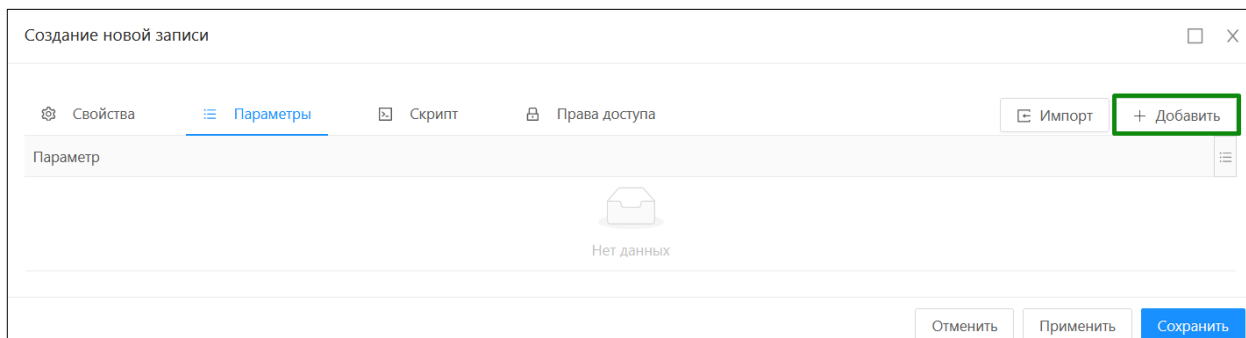 Создание новой записи
Свойства Параметры Скрипт Права доступа Импорт + Добавить
Параметр
Нет данных
Отменить Применить Сохранить